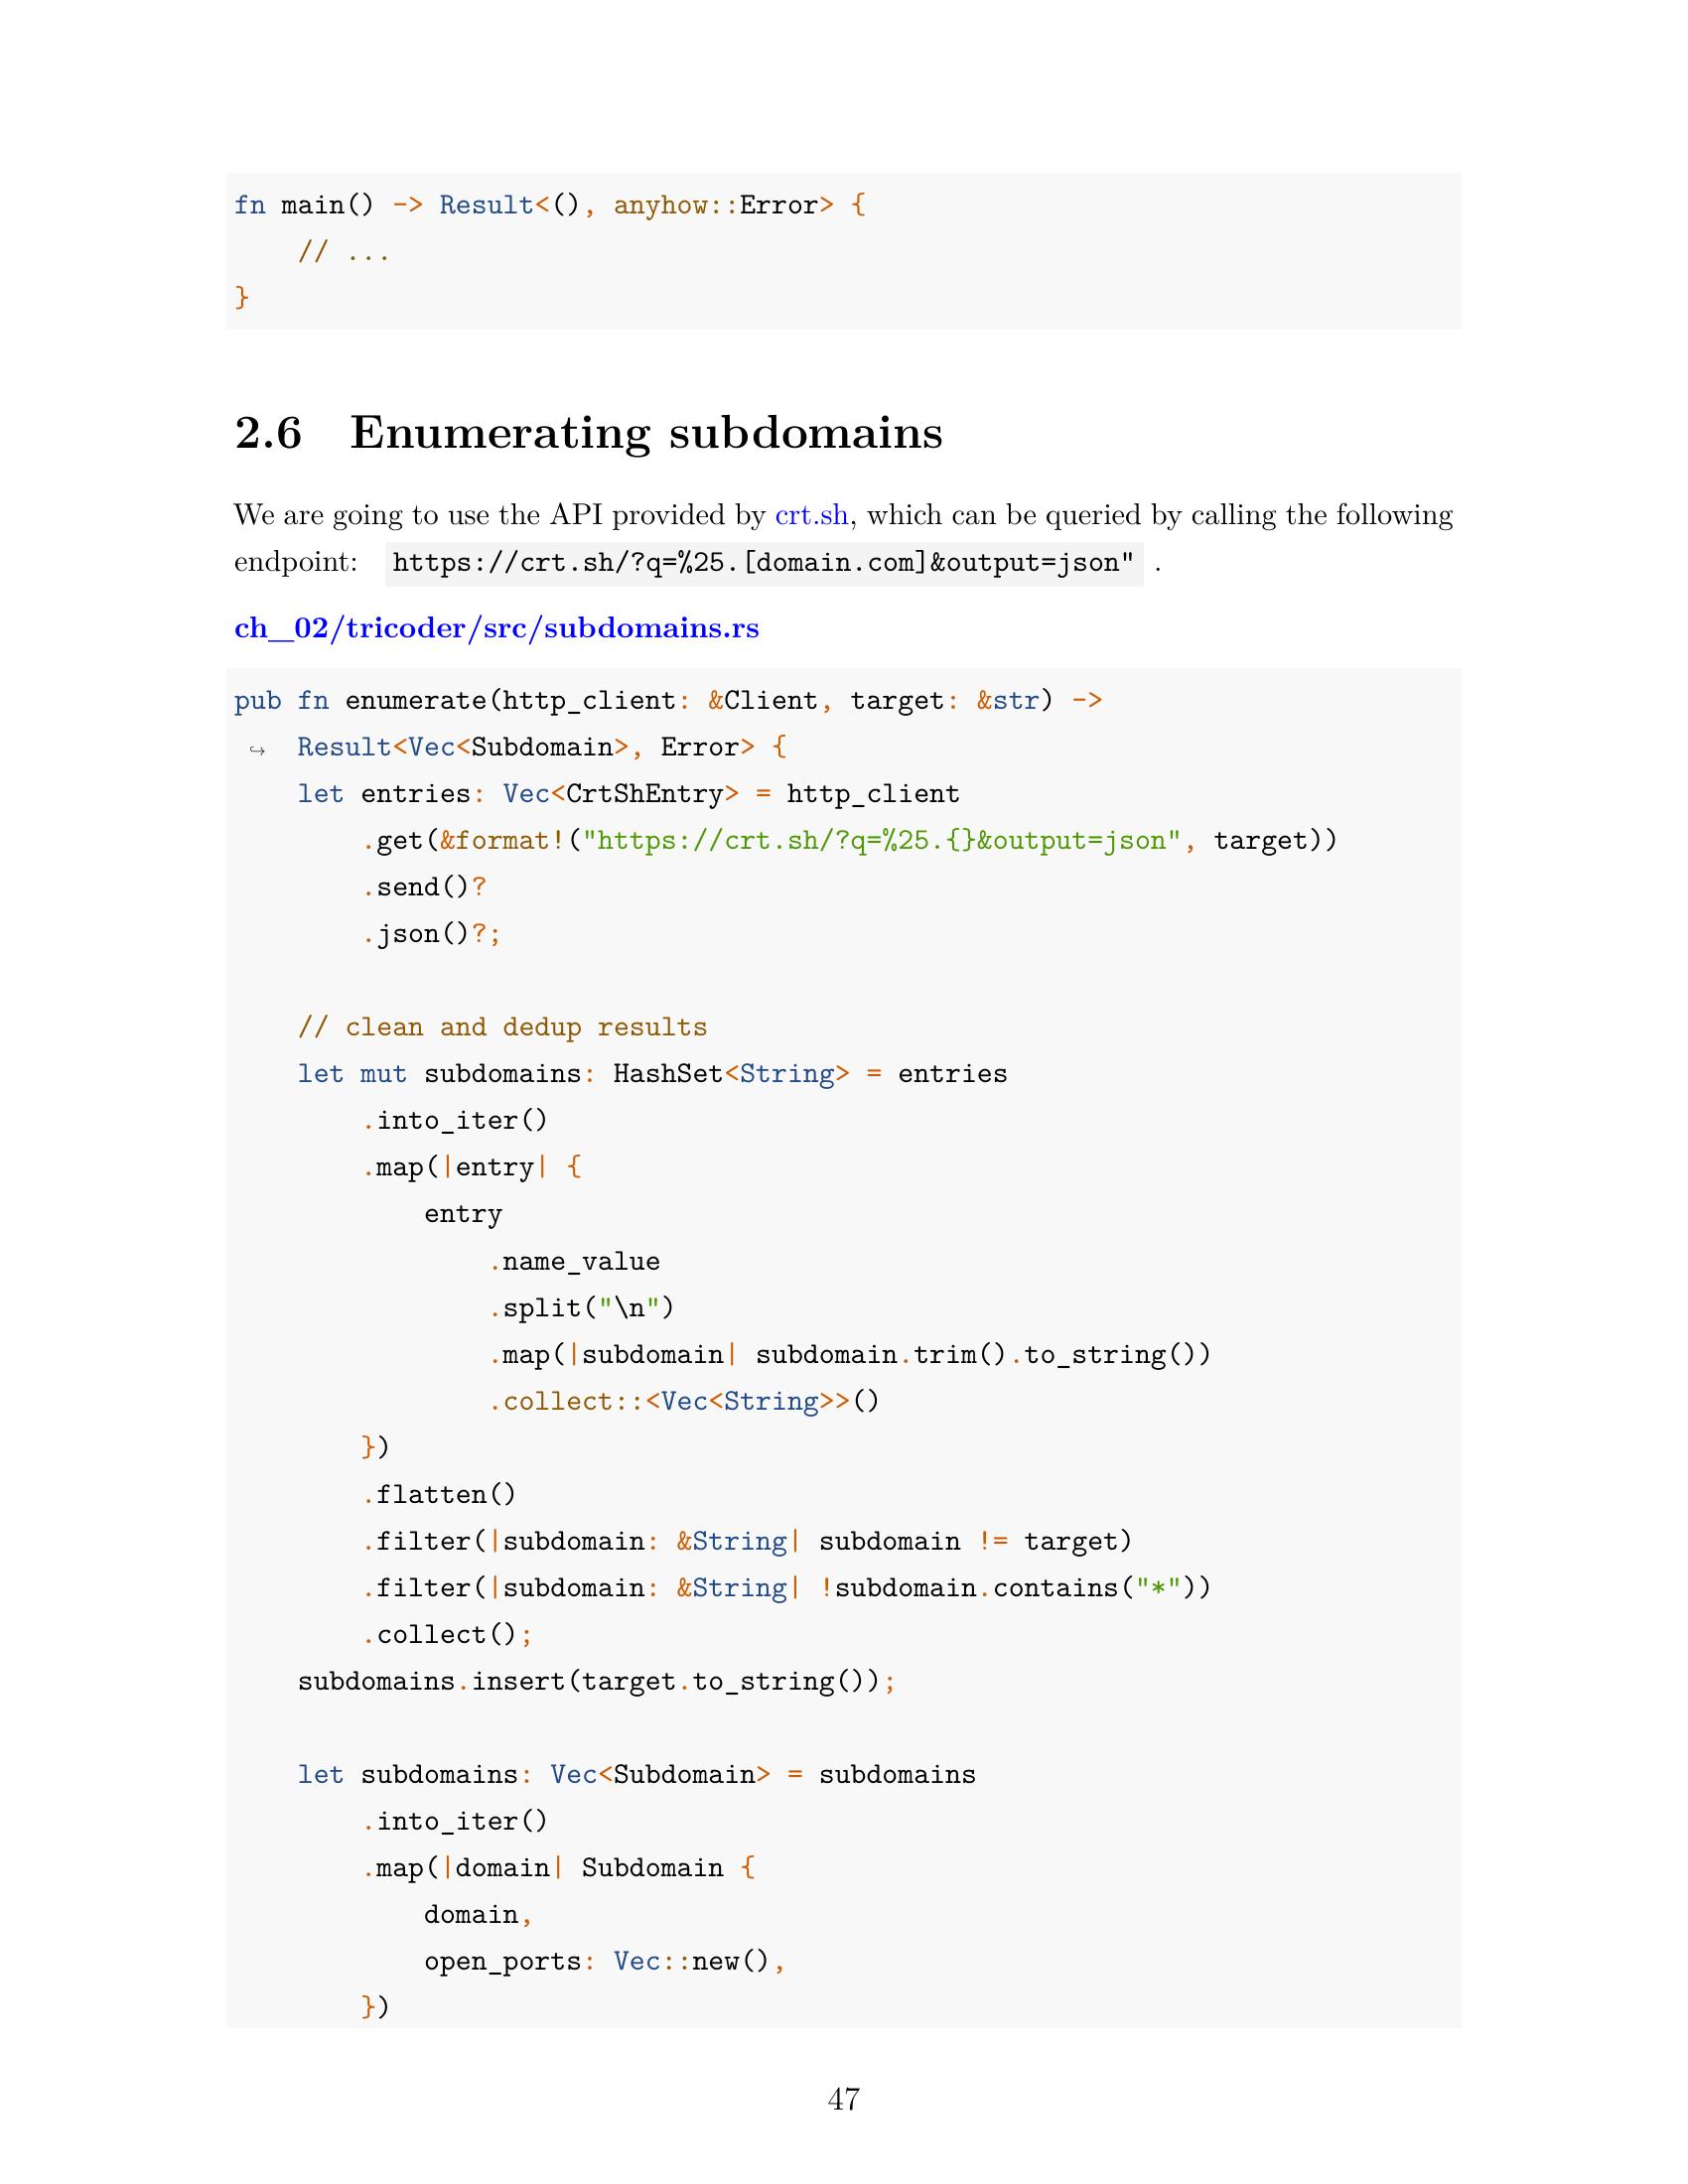 fn main() -> Result<(), anyhow::Error> {
    // ...
}
2.6 Enumerating subdomains
We are going to use the API provided by crt.sh, which can be queried by calling the following
endpoint: https://crt.sh/?q=%25.[domain.com]&output=json" .
ch_02/tricoder/src/subdomains.rs
pub fn enumerate(http_client: &Client, target: &str) ->
↪ Result<Vec<Subdomain>, Error> {
    let entries: Vec<CrtShEntry> = http_client
        .get(&format!("https://crt.sh/?q=%25.{}&output=json", target))
        .send()?
        .json()?;
    // clean and dedup results
    let mut subdomains: HashSet<String> = entries
        .into_iter()
        .map(|entry| {
            entry
                .name_value
                .split("\n")
                .map(|subdomain| subdomain.trim().to_string())
                .collect::<Vec<String>>()
        })
        .flatten()
        .filter(|subdomain: &String| subdomain != target)
        .filter(|subdomain: &String| !subdomain.contains("*"))
        .collect();
    subdomains.insert(target.to_string());
    let subdomains: Vec<Subdomain> = subdomains
        .into_iter()
        .map(|domain| Subdomain {
            domain,
            open_ports: Vec::new(),
        })
47